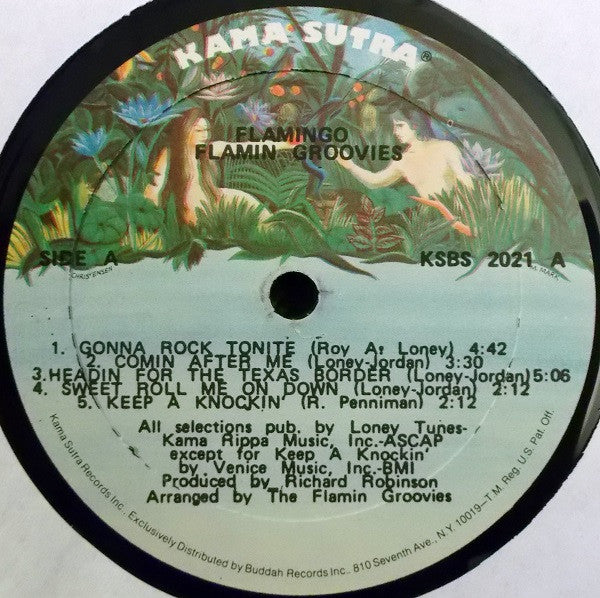 KAMA SUTRA®
FLAMINGO
FLAMIN GROOVIES
SIDE A
KSBS 2021 A
CHRISTENSEN
M. MARK
1. GONNA ROCK TONITE (Roy A. Loney) 4:42
2. COMIN AFTER ME (Loney-Jordan) 3:30
3.HEADIN FOR THE TEXAS BORDER (Loney-Jordan)5:06
4. SWEET ROLL ME ON DOWN (Loney-Jordan) 2:12
5. KEEP A KNOCKIN' (R. Penniman) 2:12
All selections pub. by Loney Tunes-
Kama Rippa Music, Inc.-ASCAP
except for Keep A Knockin'
by Venice Music, Inc.-BMI
Produced by Richard Robinson
Arranged by The Flamin Groovies
Kama Sutra Records Inc., Exclusively Distributed by Buddah Records Inc., 810 Seventh Ave., N.Y. 10019—T.M. Reg. U.S. Pat. Off.